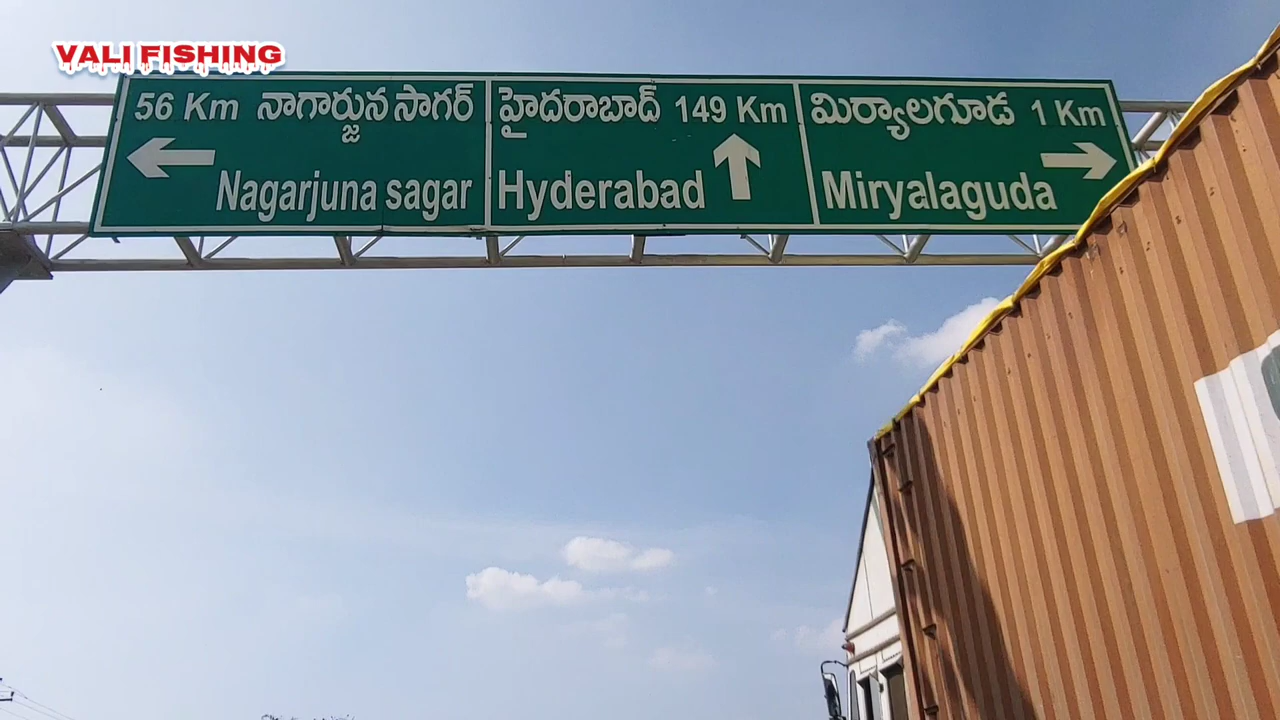 VALI FISHING
56 Km నాగార్జున సాగర్
Nagarjuna sagar
హైదరాబాద్ 149 Km
Hyderabad
మిర్యాలగూడ 1 Km
Miryalaguda